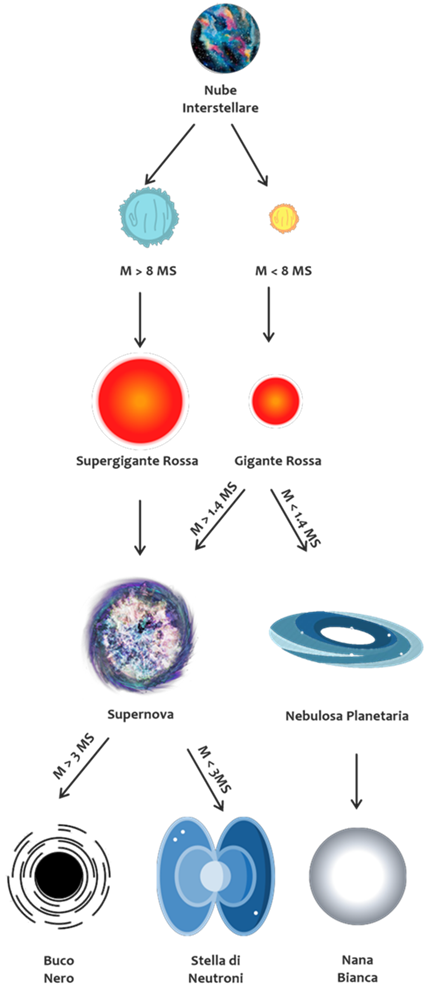 Nube
Interstellare
M > 8 MS
M < 8 MS
Supergigante Rossa
Gigante Rossa
M > 1.4 MS
M < 1.4 MS
Supernova
Nebulosa Planetaria
M > 3 MS
M < 3MS
Buco
Nero
Stella di
Neutroni
Nana
Bianca